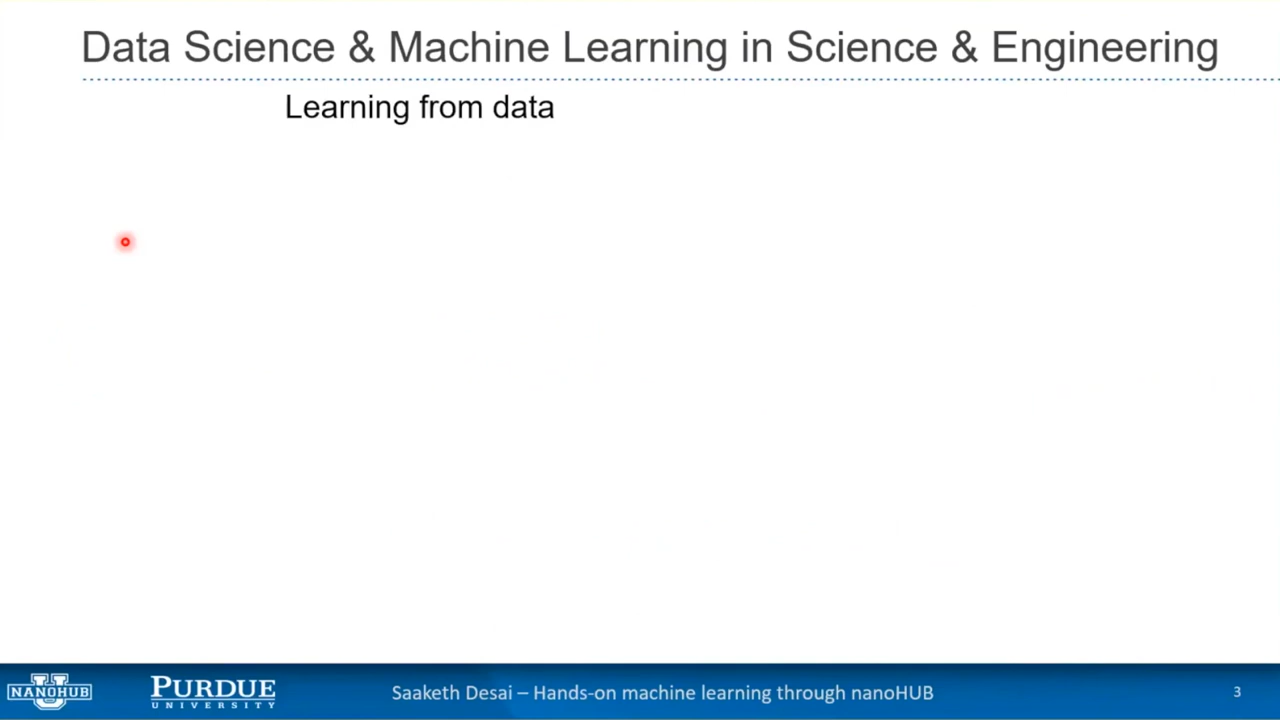 Data Science & Machine Learning in Science & Engineering
Learning from data
NANOHUB
PURDUE
UNIVERSITY
Saaketh Desai – Hands-on machine learning through nanoHUB
3